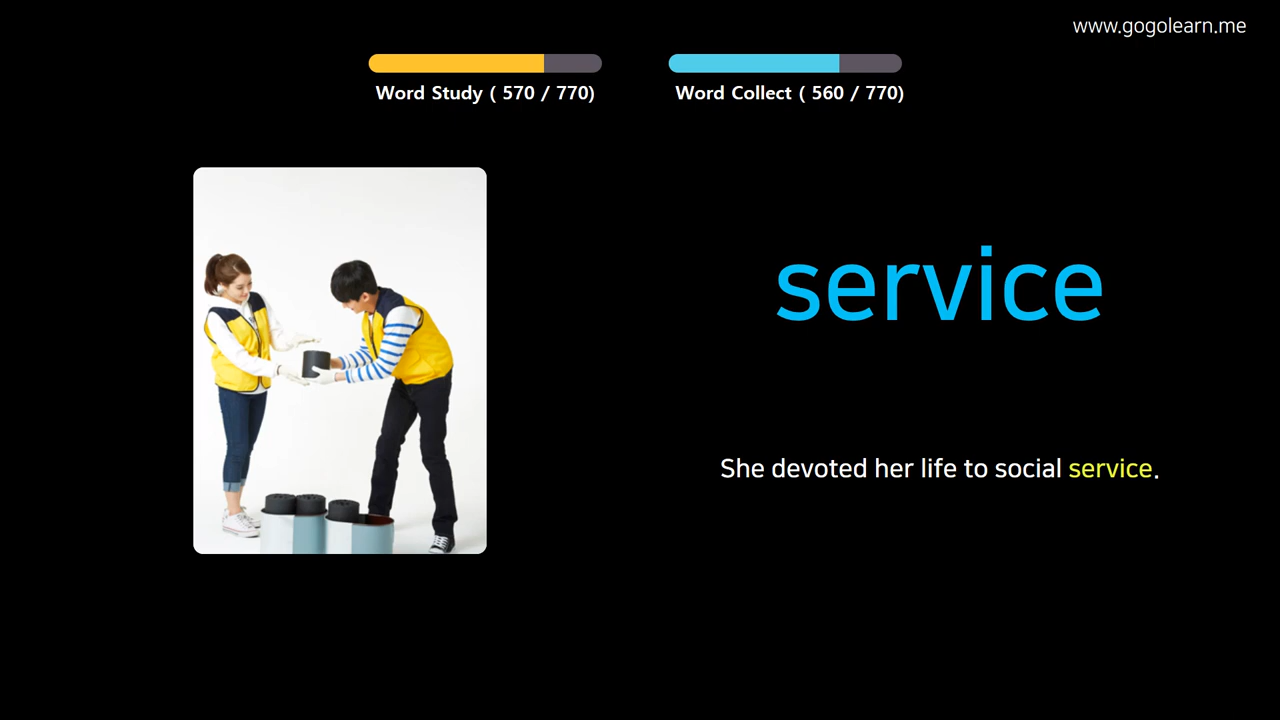 www.gogolearn.me
Word Study ( 570 / 770)
Word Collect ( 560 / 770)
service
She devoted her life to social service.